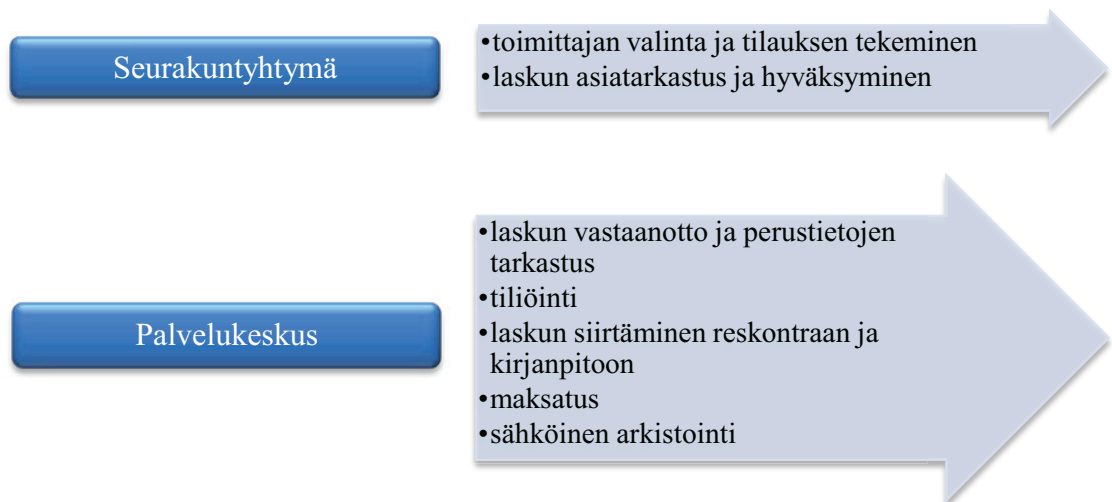 Seurakuntyhtymä
•toimittajan valinta ja tilauksen tekeminen
•laskun asiatarkastus ja hyväksyminen
Palvelukeskus
•laskun vastaanotto ja perustietojen
tarkastus
•tiliöinti
•laskun siirtäminen reskontraan ja
kirjanpitoon
•maksatus
•sähköinen arkistointi